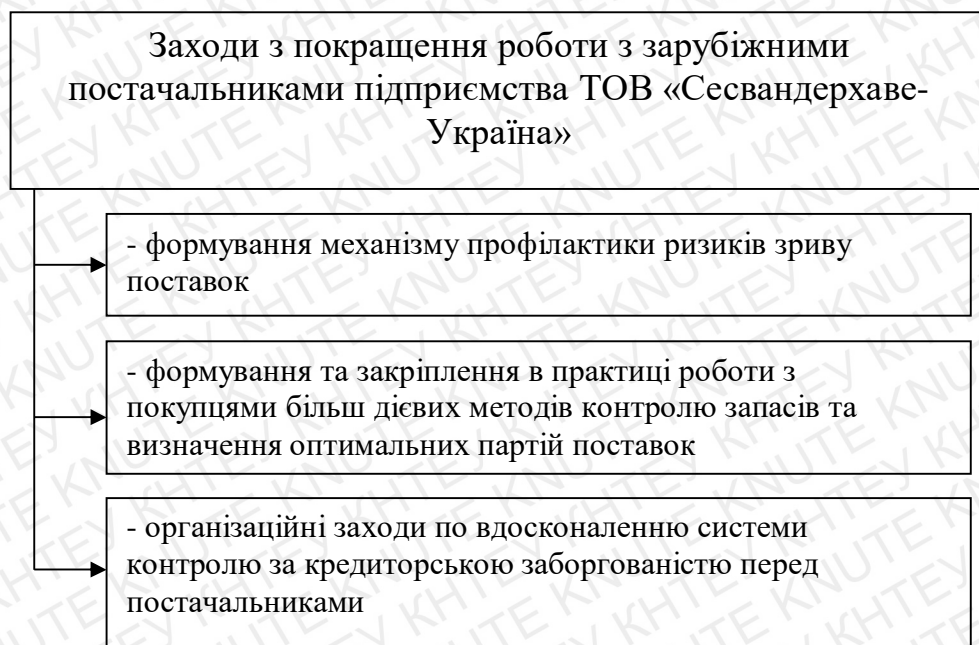 Заходи з покращення роботи з зарубіжними
постачальниками підприємства ТОВ «Сесвандерхаве-
Україна»
- формування механізму профілактики ризиків зриву
поставок
- формування та закріплення в практиці роботи з
покупцями більш дієвих методів контролю запасів та
визначення оптимальних партій поставок
- організаційні заходи по вдосконаленню системи
контролю за кредиторською заборгованістю перед
постачальниками